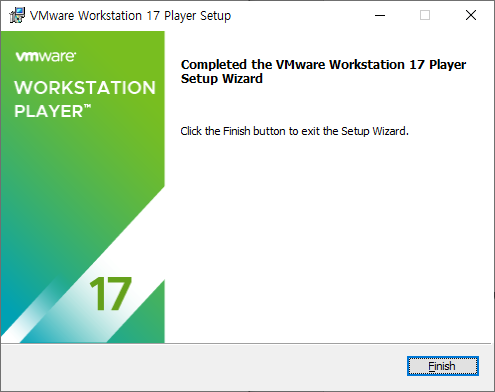 VMware Workstation 17 Player Setup
vmware®
WORKSTATION
PLAYER™
17
Completed the VMware Workstation 17 Player
Setup Wizard
Click the Finish button to exit the Setup Wizard.
Finish